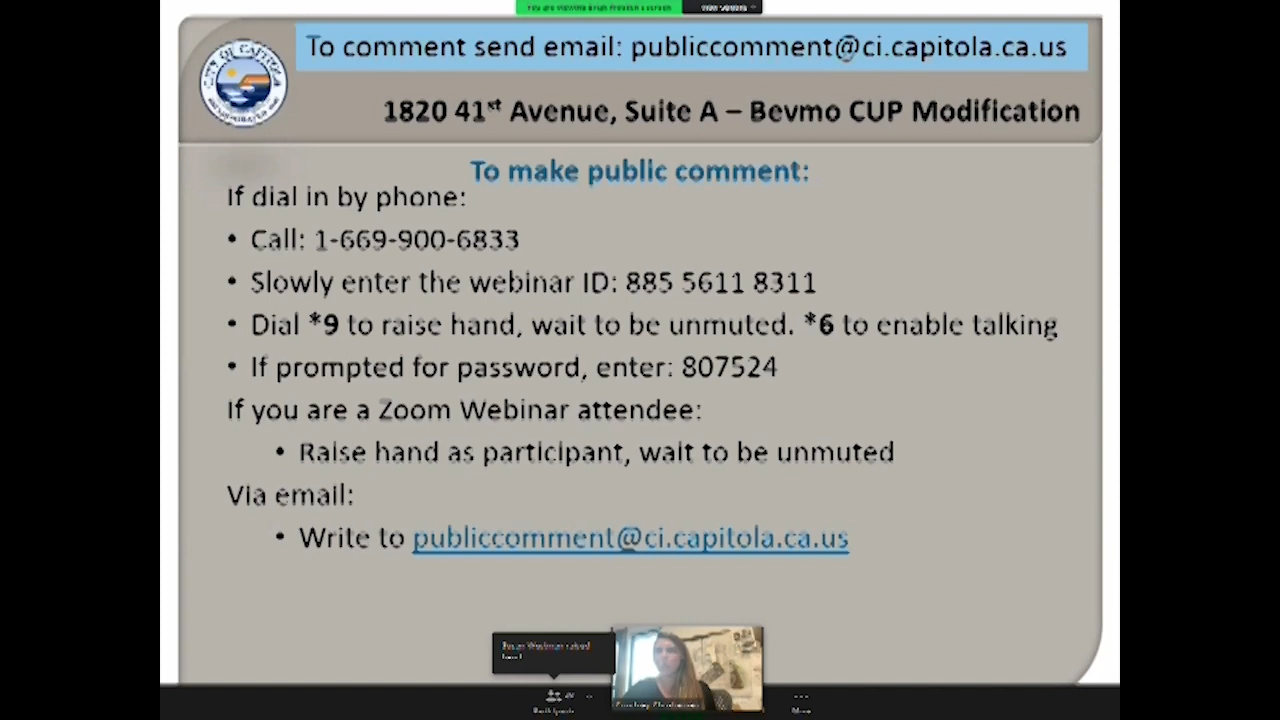 To comment send email: publiccomment@ci.capitola.ca.us
CITY OF CAPITOLA
1820 41st Avenue, Suite A – Bevmo CUP Modification
To make public comment:
If dial in by phone:
• Call: 1-669-900-6833
• Slowly enter the webinar ID: 885 5611 8311
• Dial *9 to raise hand, wait to be unmuted. *6 to enable talking
• If prompted for password, enter: 807524
If you are a Zoom Webinar attendee:
• Raise hand as participant, wait to be unmuted
Via email:
• Write to publiccomment@ci.capitola.ca.us
More